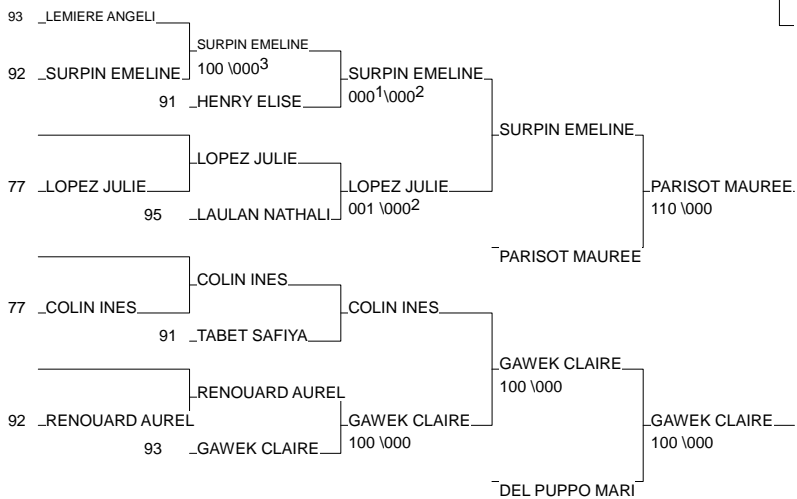 93 LEMIERE ANGELI
SURPIN EMELINE
100 \000³
92 SURPIN EMELINE
SURPIN EMELINE
000¹\000²
91 HENRY ELISE
SURPIN EMELINE
LOPEZ JULIE
77 LOPEZ JULIE
LOPEZ JULIE
001 \000²
PARISOT MAUREE
110 \000
95 LAULAN NATHALI
PARISOT MAUREE
COLIN INES
77 COLIN INES
COLIN INES
91 TABET SAFIYA
GAWEK CLAIRE
100 \000
RENOUARD AUREL
92 RENOUARD AUREL
GAWEK CLAIRE
100 \000
GAWEK CLAIRE
100 \000
93 GAWEK CLAIRE
DEL PUPPO MARI